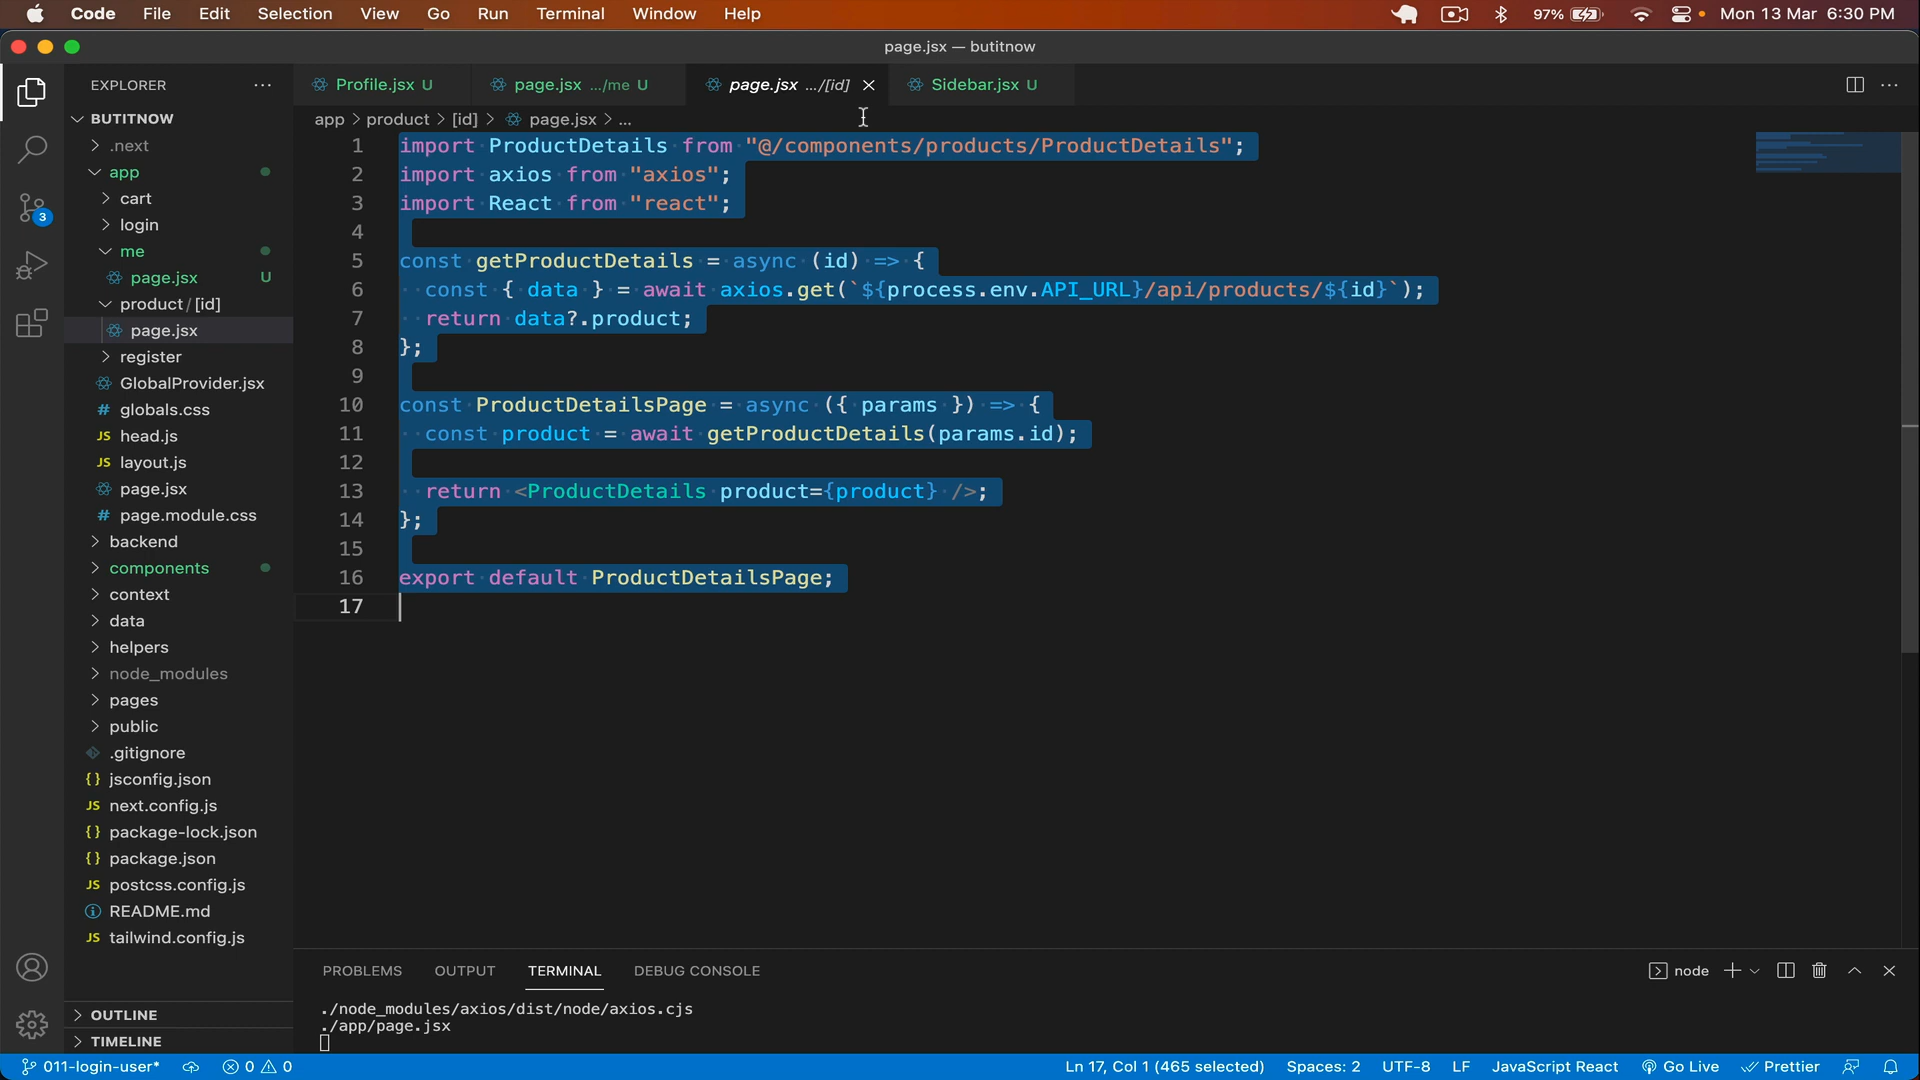 Code File Edit Selection View Go Run Terminal Window Help 97% Mon 13 Mar 6:30 PM
page.jsx — butitnow
EXPLORER ···
Profile.jsx U page.jsx .../me U page.jsx .../[id] Sidebar.jsx U
app > product > [id] > page.jsx > ...
BUTITNOW
.next
app
cart
login
me
page.jsx U
product/[id]
page.jsx
register
GlobalProvider.jsx
# globals.css
JS head.js
JS layout.js
page.jsx
# page.module.css
backend
components
context
data
helpers
node_modules
pages
public
.gitignore
{} jsconfig.json
JS next.config.js
{} package-lock.json
{} package.json
JS postcss.config.js
README.md
JS tailwind.config.js
OUTLINE
TIMELINE
3
1 import ProductDetails from "@/components/products/ProductDetails";
2 import axios from "axios";
3 import React from "react";
4
5 const getProductDetails = async (id) => {
6 const { data } = await axios.get(`${process.env.API_URL}/api/products/${id}`);
7 return data?.product;
8 };
9
10 const ProductDetailsPage = async ({ params }) => {
11 const product = await getProductDetails(params.id);
12
13 return <ProductDetails product={product} />;
14 };
15
16 export default ProductDetailsPage;
17
PROBLEMS OUTPUT TERMINAL DEBUG CONSOLE node
./node_modules/axios/dist/node/axios.cjs
./app/page.jsx
011-login-user* 0 0 Ln 17, Col 1 (465 selected) Spaces: 2 UTF-8 LF JavaScript React Go Live Prettier